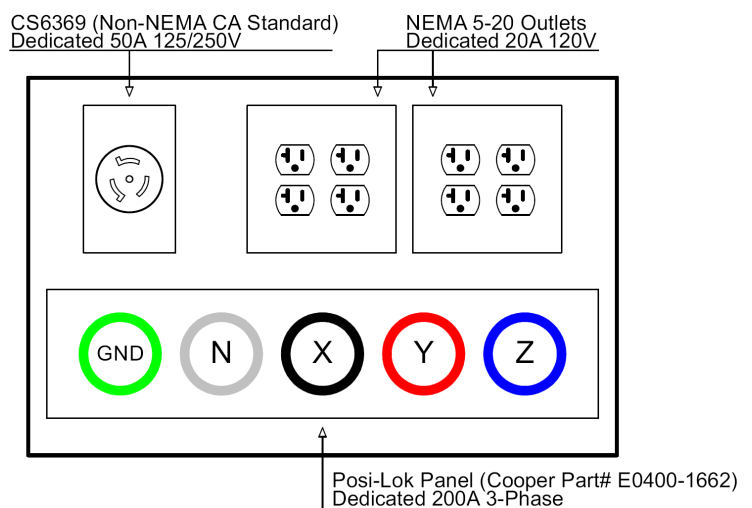 CS6369 (Non-NEMA CA Standard)
Dedicated 50A 125/250V
NEMA 5-20 Outlets
Dedicated 20A 120V
GND
N
X
Y
Z
Posi-Lok Panel (Cooper Part# E0400-1662)
Dedicated 200A 3-Phase